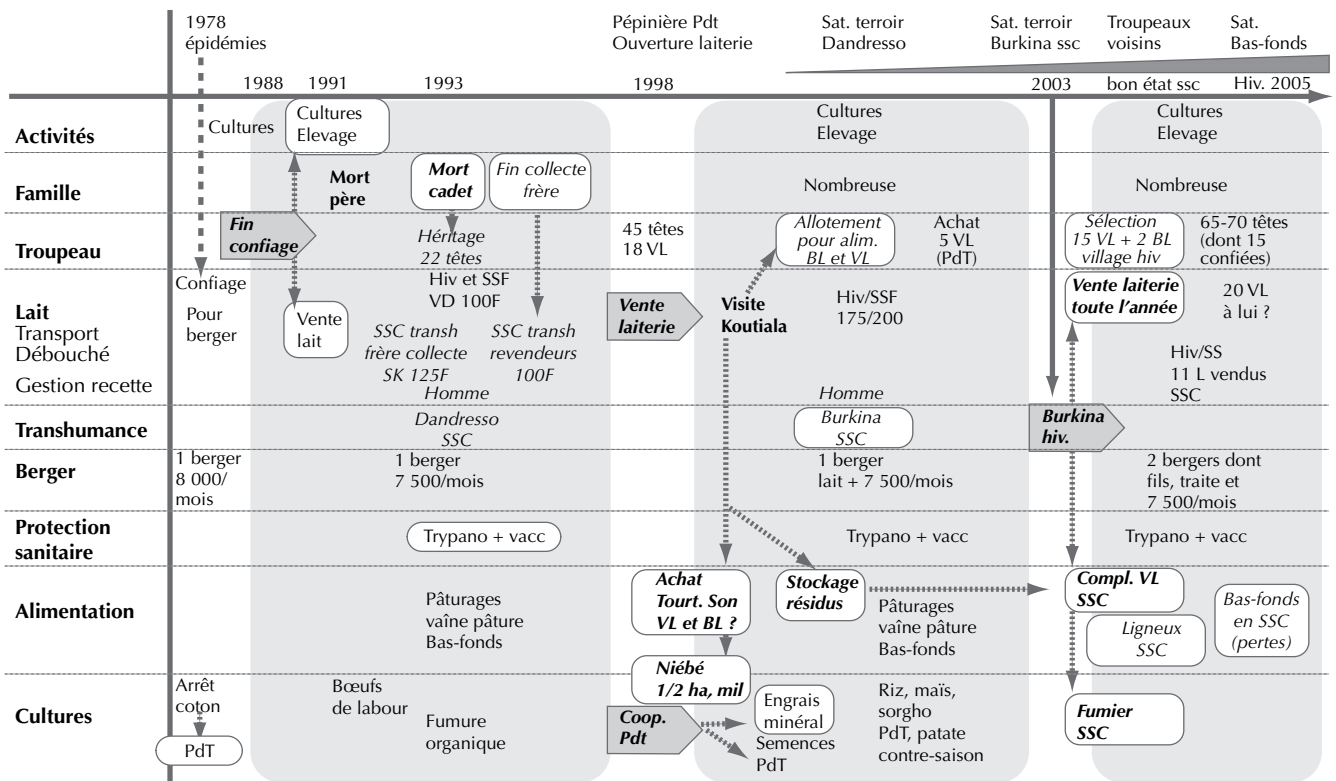 1978
épidémies
Pépinière Pdt
Ouverture laiterie
Sat. terroir
Dandresso
Sat. terroir
Burkina ssc
Troupeaux
voisins
bon état ssc
Sat.
Bas-fonds
Hiv. 2005
1988
1991
1993
1998
2003
Activités
Cultures
Cultures
Elevage
Cultures
Elevage
Cultures
Elevage
Famille
Mort
père
Mort
cadet
Fin collecte
frère
Nombreuse
Nombreuse
Troupeau
Fin
confiage
Héritage
22 têtes
45 têtes
18 VL
Allotement
pour alim.
BL et VL
Achat
5 VL
(PdT)
Sélection
15 VL + 2 BL
village hiv
65-70 têtes
(dont 15
confiées)
Lait
Transport
Débouché
Gestion recette
Confiage
Pour
berger
Vente
lait
Hiv et SSF
VD 100F
SSC transh
frère collecte
SK 125F
SSC transh
revendeurs
100F
Homme
Vente
laiterie
Visite
Koutiala
Hiv/SSF
175/200
Homme
Vente laiterie
toute l’année
20 VL
à lui ?
Hiv/SS
11 L vendus
SSC
Transhumance
Dandresso
SSC
Burkina
SSC
Burkina
hiv.
Berger
1 berger
8 000/
mois
1 berger
7 500/mois
1 berger
lait + 7 500/mois
2 bergers dont
fils, traite et
7 500/mois
Protection
sanitaire
Trypano + vacc
Trypano + vacc
Trypano + vacc
Alimentation
Pâturages
vaîne pâture
Bas-fonds
Achat
Tourt. Son
VL et BL ?
Stockage
résidus
Pâturages
vaîne pâture
Bas-fonds
Compl. VL
SSC
Ligneux
SSC
Bas-fonds
en SSC
(pertes)
Cultures
Arrêt
coton
PdT
Bœufs
de labour
Fumure
organique
Niébé
1/2 ha, mil
Coop.
Pdt
Engrais
minéral
Semences
PdT
Riz, maïs,
sorgho
PdT, patate
contre-saison
Fumier
SSC